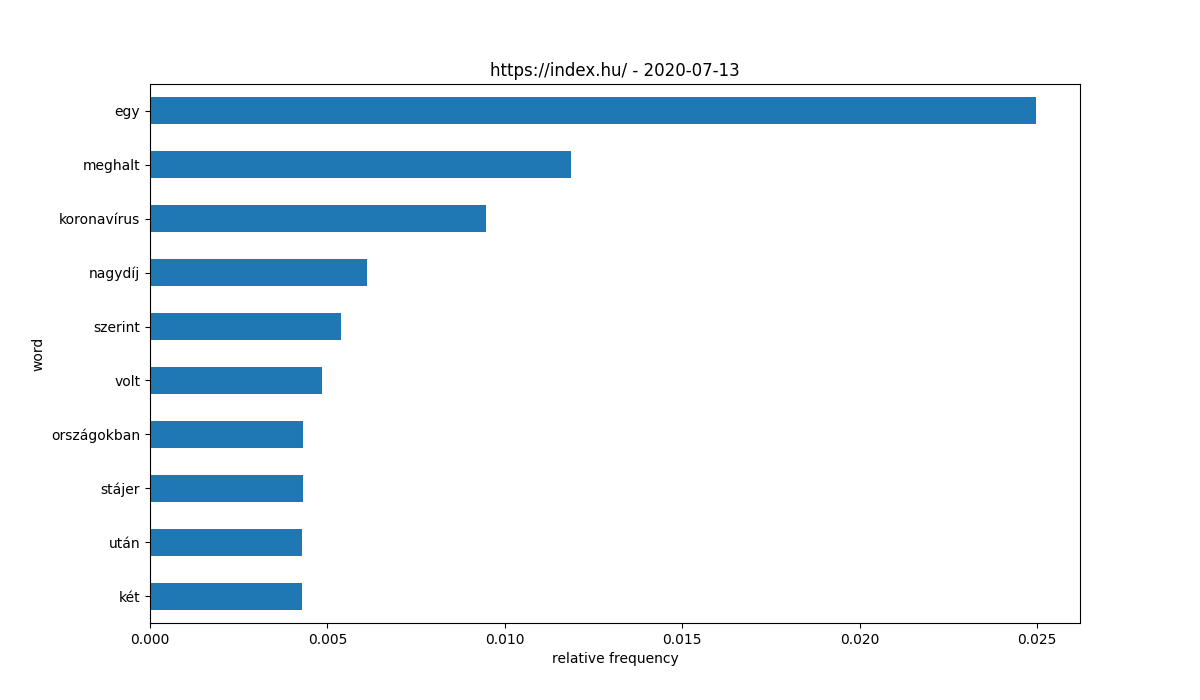 https://index.hu/ - 2020-07-13
egy
meghalt
koronavírus
nagydíj
szerint
volt
országokban
stájer
után
két
word
0.000 0.005 0.010 0.015 0.020 0.025
relative frequency